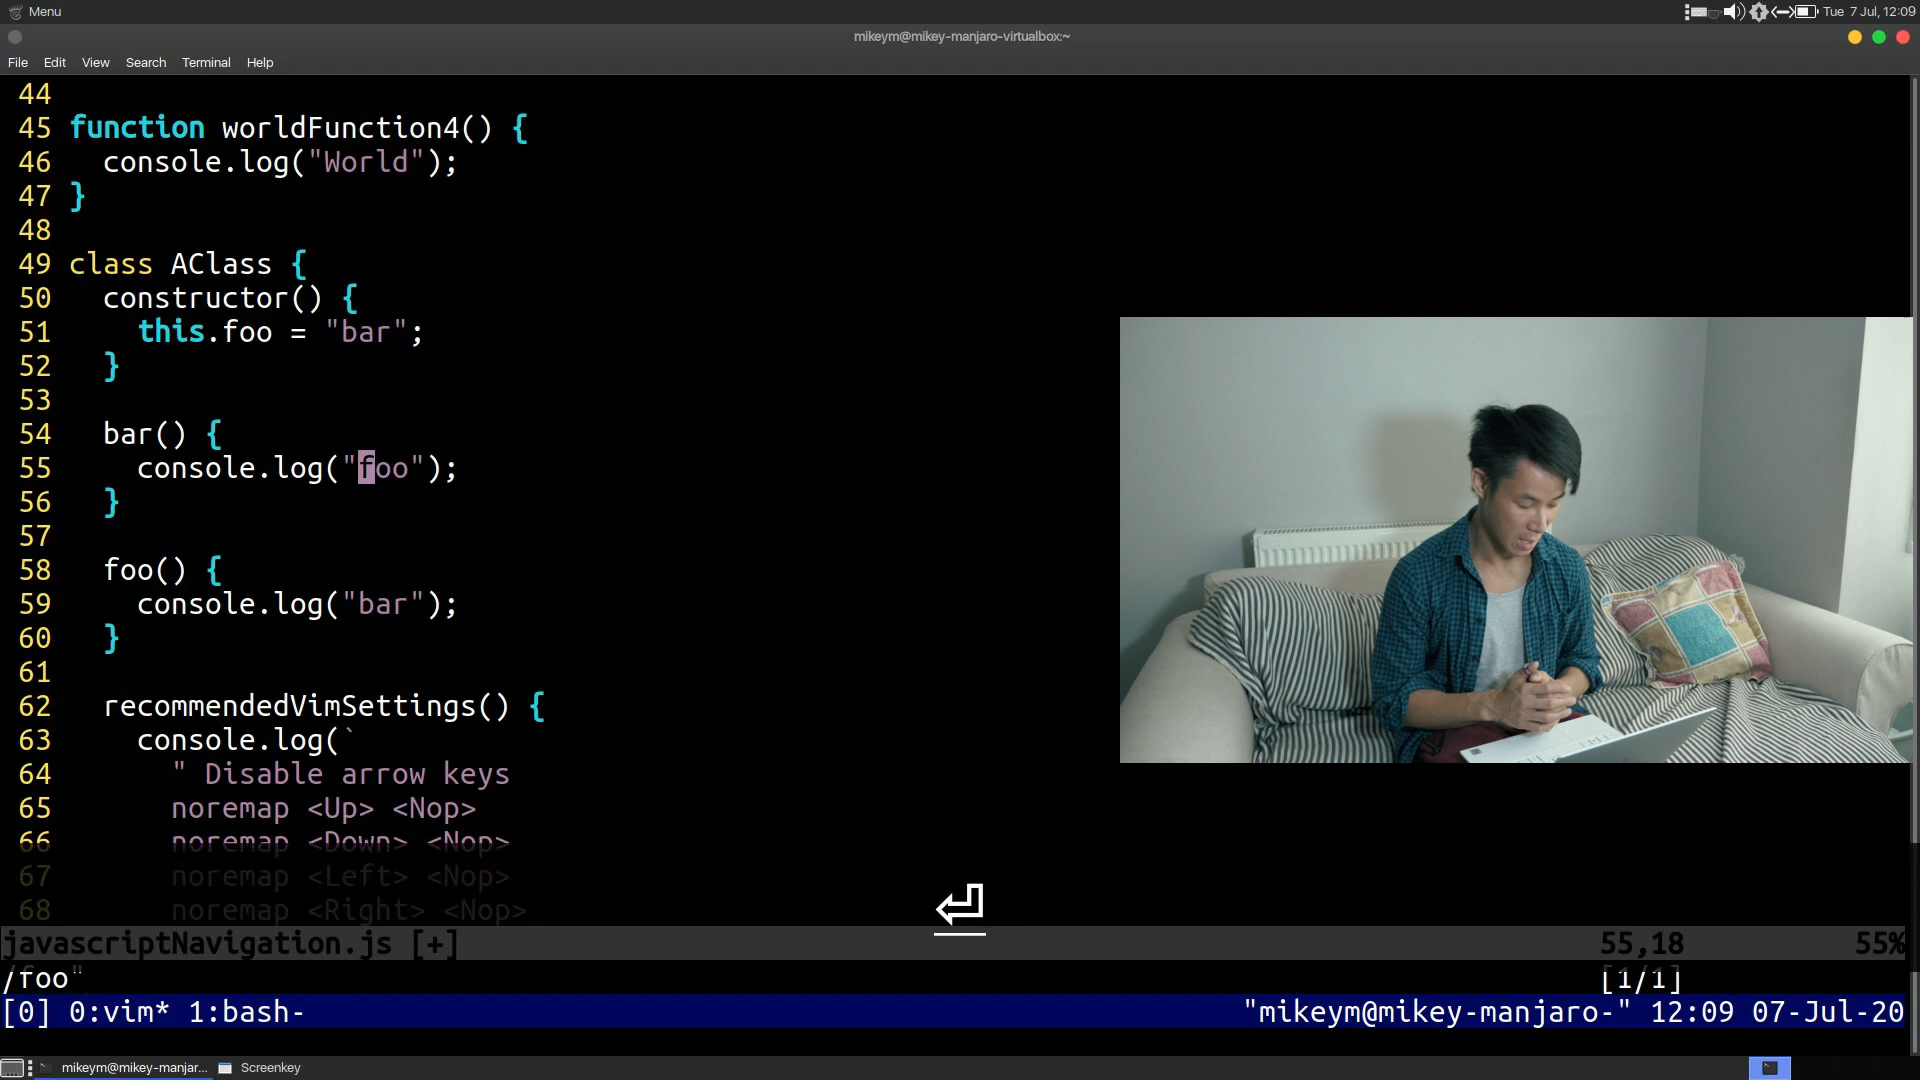 Menu
Tue 7 Jul, 12:09
mikeym@mikey-manjaro-virtualbox:~
File Edit View Search Terminal Help
44
45 function worldFunction4() {
46   console.log("World");
47 }
48
49 class AClass {
50   constructor() {
51     this.foo = "bar";
52   }
53
54   bar() {
55     console.log("foo");
56   }
57
58   foo() {
59     console.log("bar");
60   }
61
62   recommendedVimSettings() {
63     console.log(`
64       " Disable arrow keys
65       noremap <Up> <Nop>
66       noremap <Down> <Nop>
67       noremap <Left> <Nop>
68       noremap <Right> <Nop>
javascriptNavigation.js [+] 55,18 55%
/foo" [1/1]
[0] 0:vim* 1:bash- "mikeym@mikey-manjaro-" 12:09 07-Jul-20
mikeym@mikey-manjar... Screenkey